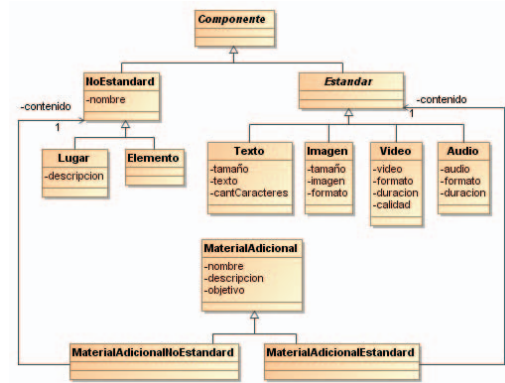 Componente
NoEstandard
-nombre
Estandar
-contenido
1
-contenido
1
Lugar
-descripcion
Elemento
Texto
-tamaño
-texto
-cantCaracteres
Imagen
-tamaño
-imagen
-formato
Video
-video
-formato
-duracion
-calidad
Audio
-audio
-formato
-duracion
MaterialAdicional
-nombre
-descripcion
-objetivo
MaterialAdicionalNoEstandard
MaterialAdicionalEstandard